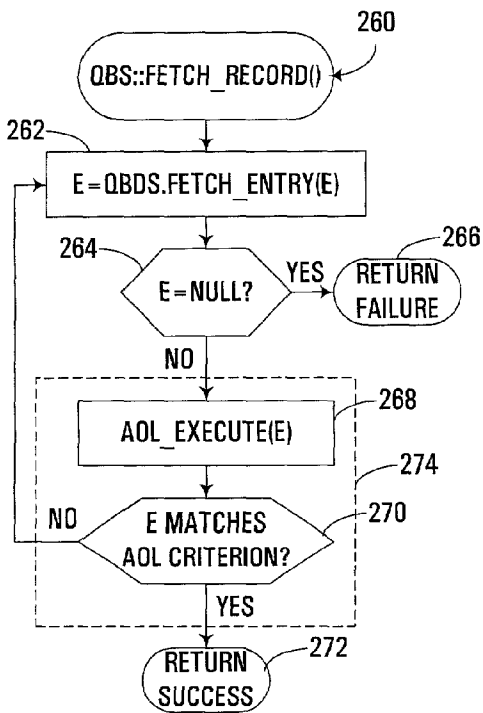 260
QBS::FETCH_RECORD()
262
E=QBDS.FETCH_ENTRY(E)
264
E=NULL?
YES
266
RETURN
FAILURE
NO
268
AOL_EXECUTE(E)
274
NO
E MATCHES
AOL CRITERION?
270
YES
RETURN
SUCCESS
272